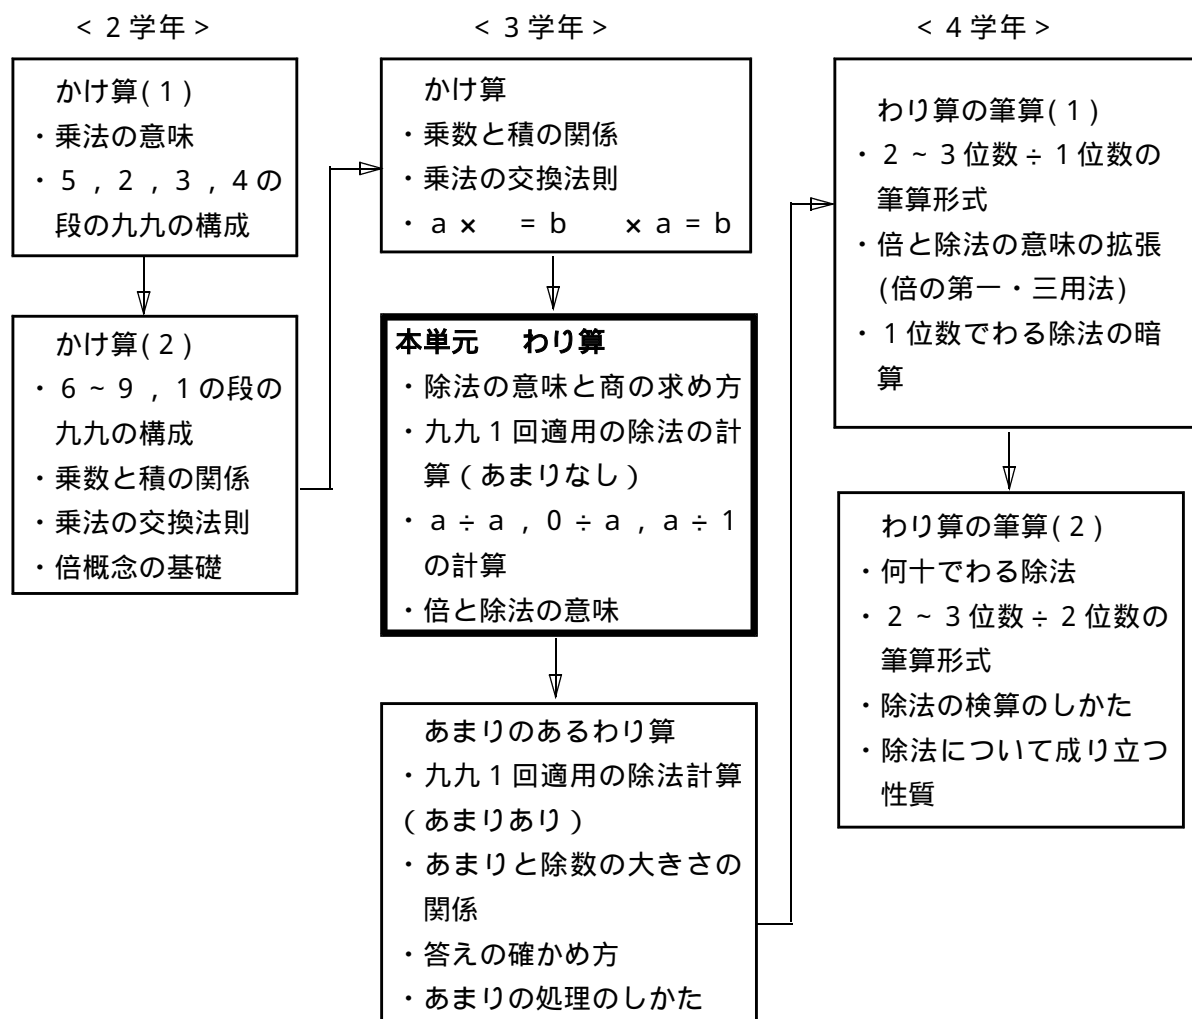 <2学年>
かけ算(1)
・乗法の意味
・5,2,3,4の
段の九九の構成
かけ算(2)
・6~9,1の段の
九九の構成
・乗数と積の関係
・乗法の交換法則
・倍概念の基礎
<3学年>
かけ算
・乗数と積の関係
・乗法の交換法則
・a× =b ×a=b
本単元 わり算
・除法の意味と商の求め方
・九九1回適用の除法の計
算(あまりなし)
・a÷a,0÷a,a÷1
の計算
・倍と除法の意味
あまりのあるわり算
・九九1回適用の除法計算
(あまりあり)
・あまりと除数の大きさの
関係
・答えの確かめ方
・あまりの処理のしかた
<4学年>
わり算の筆算(1)
・2~3位数÷1位数の
筆算形式
・倍と除法の意味の拡張
(倍の第一・三用法)
・1位数でわる除法の暗
算
わり算の筆算(2)
・何十でわる除法
・2~3位数÷2位数の
筆算形式
・除法の検算のしかた
・除法について成り立つ
性質